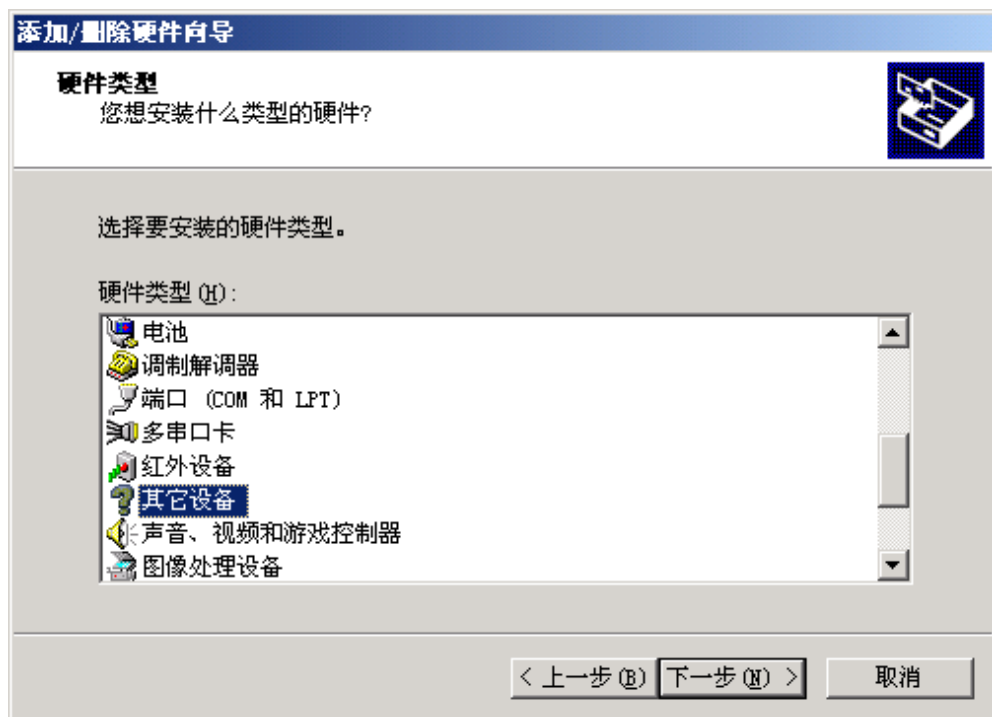 添加/删除硬件向导
硬件类型
您想安装什么类型的硬件?
选择要安装的硬件类型。
硬件类型(H):
电池
调制解调器
端口 (COM 和 LPT)
多串口卡
红外设备
其它设备
声音、视频和游戏控制器
图像处理设备
< 上一步(B) 下一步(N) > 取消